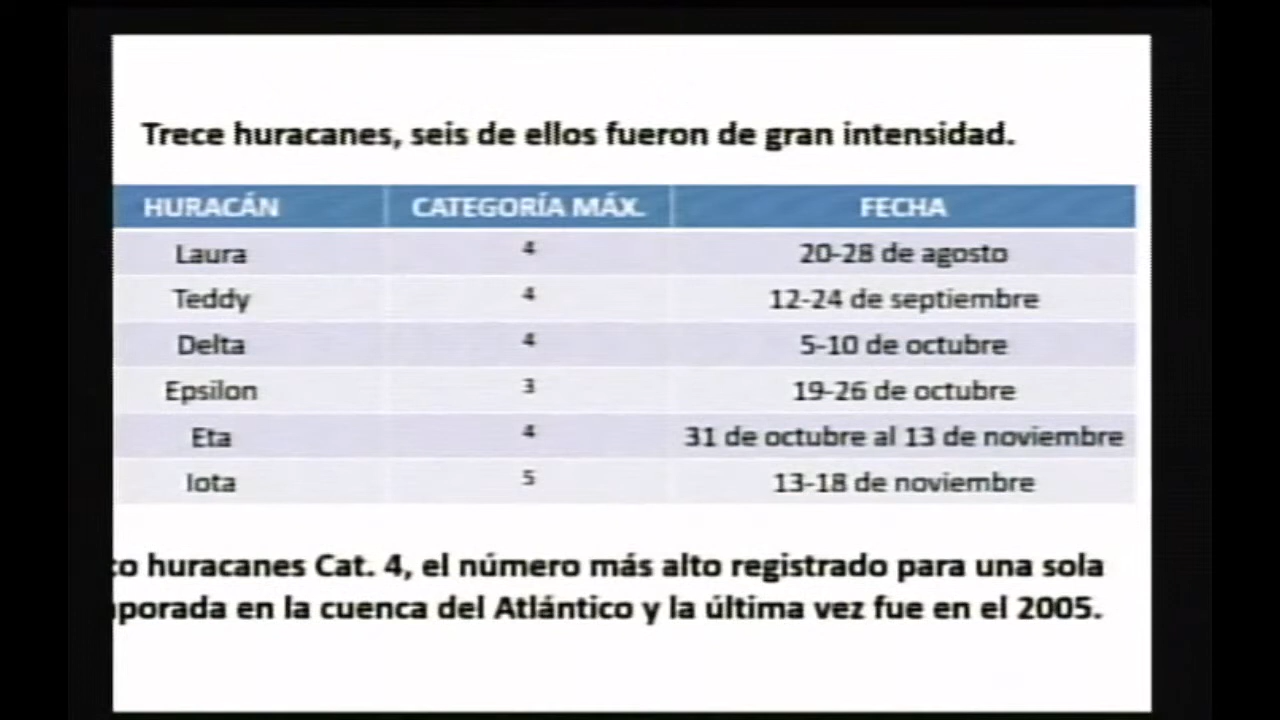 Trece huracanes, seis de ellos fueron de gran intensidad.
HURACÁN CATEGORÍA MÁX. FECHA
Laura 4 20-28 de agosto
Teddy 4 12-24 de septiembre
Delta 4 5-10 de octubre
Epsilon 3 19-26 de octubre
Eta 4 31 de octubre al 13 de noviembre
Iota 5 13-18 de noviembre
huracanes Cat. 4, el número más alto registrado para una sola
en la cuenca del Atlántico y la última vez fue en el 2005.